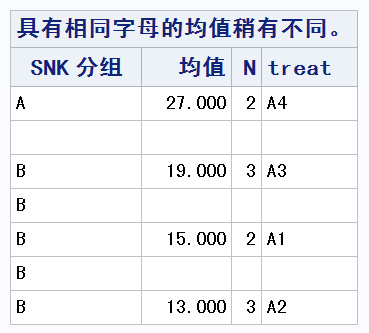 具有相同字母的均值稍有不同。
SNK 分组 均值 N treat
A 27.000 2 A4
B 19.000 3 A3
B
B 15.000 2 A1
B
B 13.000 3 A2